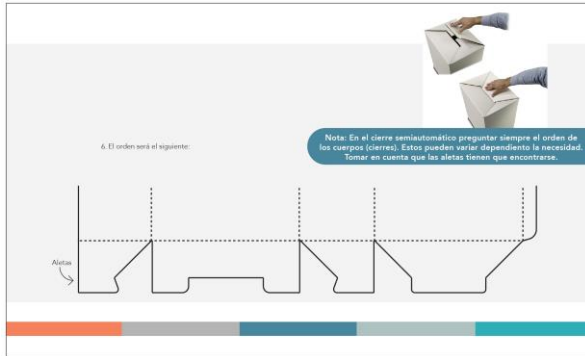 6. El orden será el siguiente:
Nota: En el cierre semiautomático preguntar siempre el orden de
los cuerpos (cierres). Estos pueden variar dependiento la necesidad.
Tomar en cuenta que las aletas tienen que encontrarse.
Aletas